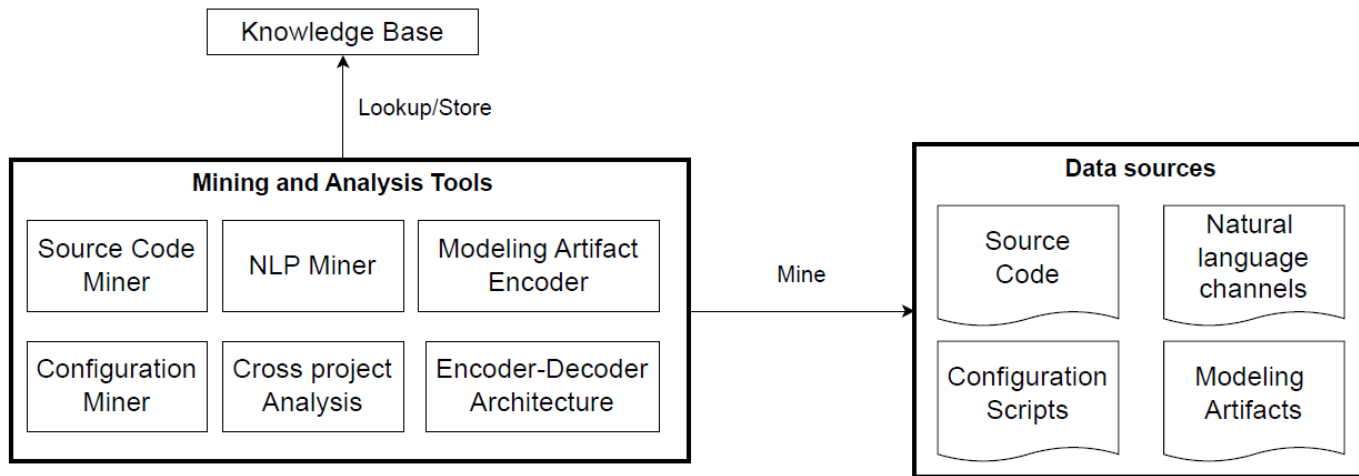 Knowledge Base
Lookup/Store
Mining and Analysis Tools
Source Code
Miner
NLP Miner
Modeling Artifact
Encoder
Configuration
Miner
Cross project
Analysis
Encoder-Decoder
Architecture
Mine
Data sources
Source
Code
Natural
language
channels
Configuration
Scripts
Modeling
Artifacts